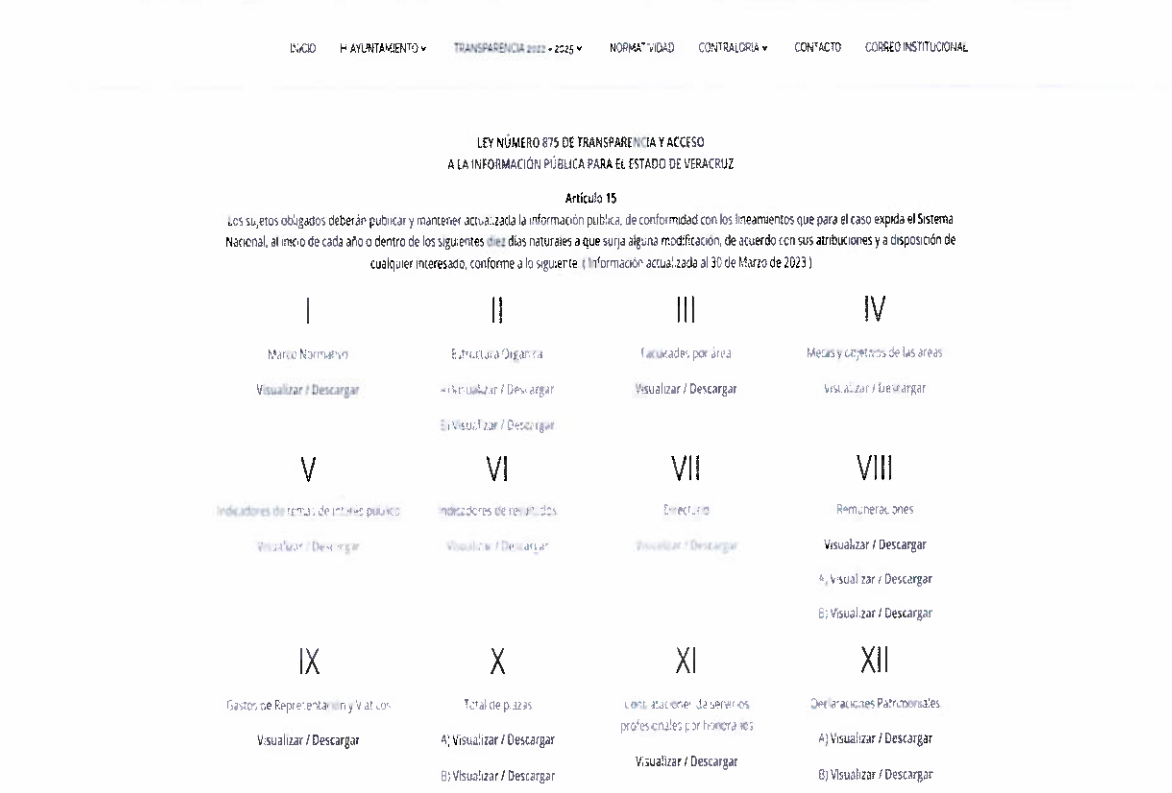 INICIO H AYUNTAMIENTO TRANSPARENCIA 2022 - 2025 NORMATIVIDAD CONTRALORIA CONTACTO CORREO INSTITUCIONAL
LEY NÚMERO 875 DE TRANSPARENCIA Y ACCESO
A LA INFORMACIÓN PÚBLICA PARA EL ESTADO DE VERACRUZ
Artículo 15
Los sujetos obligados deberán publicar y mantener actualizada la información pública, de conformidad con los lineamientos que para el caso expida el Sistema
Nacional, al inicio de cada año o dentro de los siguientes diez días naturales a que surja alguna modificación, de acuerdo con sus atribuciones y a disposición de
cualquier interesado, conforme a lo siguiente ( Información actualizada al 30 de Marzo de 2023 )
I II III IV
Marco Normativo Estructura Orgánica Facultades por área Metas y objetivos de las áreas
Visualizar / Descargar A) Visualizar / Descargar Visualizar / Descargar Visualizar / Descargar
B) Visualizar / Descargar
V VI VII VIII
Indicadores de temas de interés público Indicadores de resultados Directorio Remuneraciones
Visualizar / Descargar Visualizar / Descargar Visualizar / Descargar Visualizar / Descargar
A) Visualizar / Descargar
B) Visualizar / Descargar
IX X XI XII
Gastos de Representación y Viáticos Total de plazas Contrataciones de servicios Declaraciones Patrimoniales
profesionales por honorarios
Visualizar / Descargar A) Visualizar / Descargar Visualizar / Descargar A) Visualizar / Descargar
B) Visualizar / Descargar B) Visualizar / Descargar